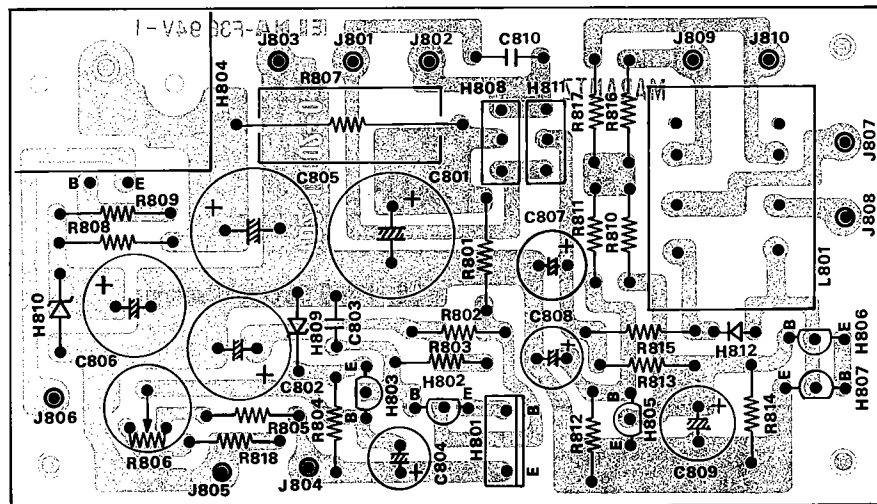 J803
J801
J802
C810
J809
J810
H804
R807
H808
H811
R817
R816
MARANTZ
J807
B E
R809
R808
C805
C801
C807
R811
R810
J808
R801
L801
H810
C806
H809
C803
R802
C808
R815
H812
B E
H806
R803
R813
C802
E
H803
B
H802
B E
B
H805
E
E B
H807
J806
R804
R805
R806
R818
H801
B
E
R812
R814
C804
C809
J805
J804